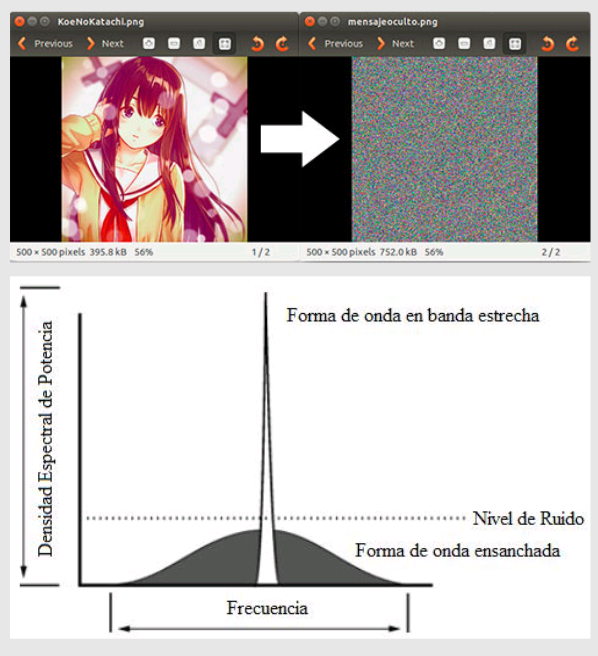 KoeNoKatachi.png
mensajeoculto.png
Previous Next
Previous Next
500 × 500 pixels 395.8 kB 56% 1 / 2
500 × 500 pixels 752.0 kB 56% 2 / 2
Forma de onda en banda estrecha
Densidad Espectral de Potencia
Nivel de Ruido
Forma de onda ensanchada
Frecuencia